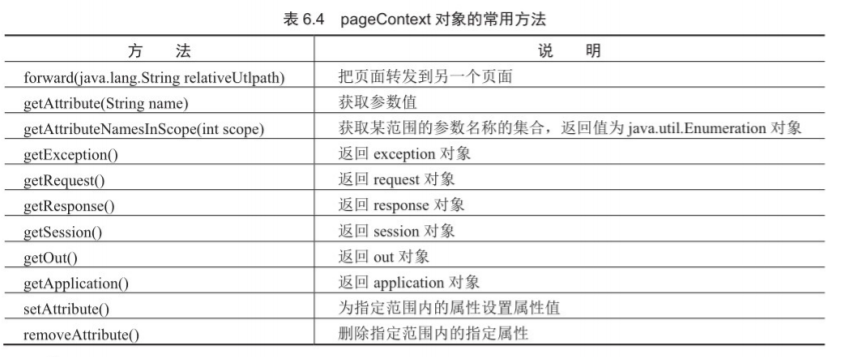 表 6.4 pageContext 对象的常用方法
方 法 说 明
forward(java.lang.String relativeUtlpath) 把页面转发到另一个页面
getAttribute(String name) 获取参数值
getAttributeNamesInScope(int scope) 获取某范围的参数名称的集合，返回值为 java.util.Enumeration 对象
getException() 返回 exception 对象
getRequest() 返回 request 对象
getResponse() 返回 response 对象
getSession() 返回 session 对象
getOut() 返回 out 对象
getApplication() 返回 application 对象
setAttribute() 为指定范围内的属性设置属性值
removeAttribute() 删除指定范围内的指定属性